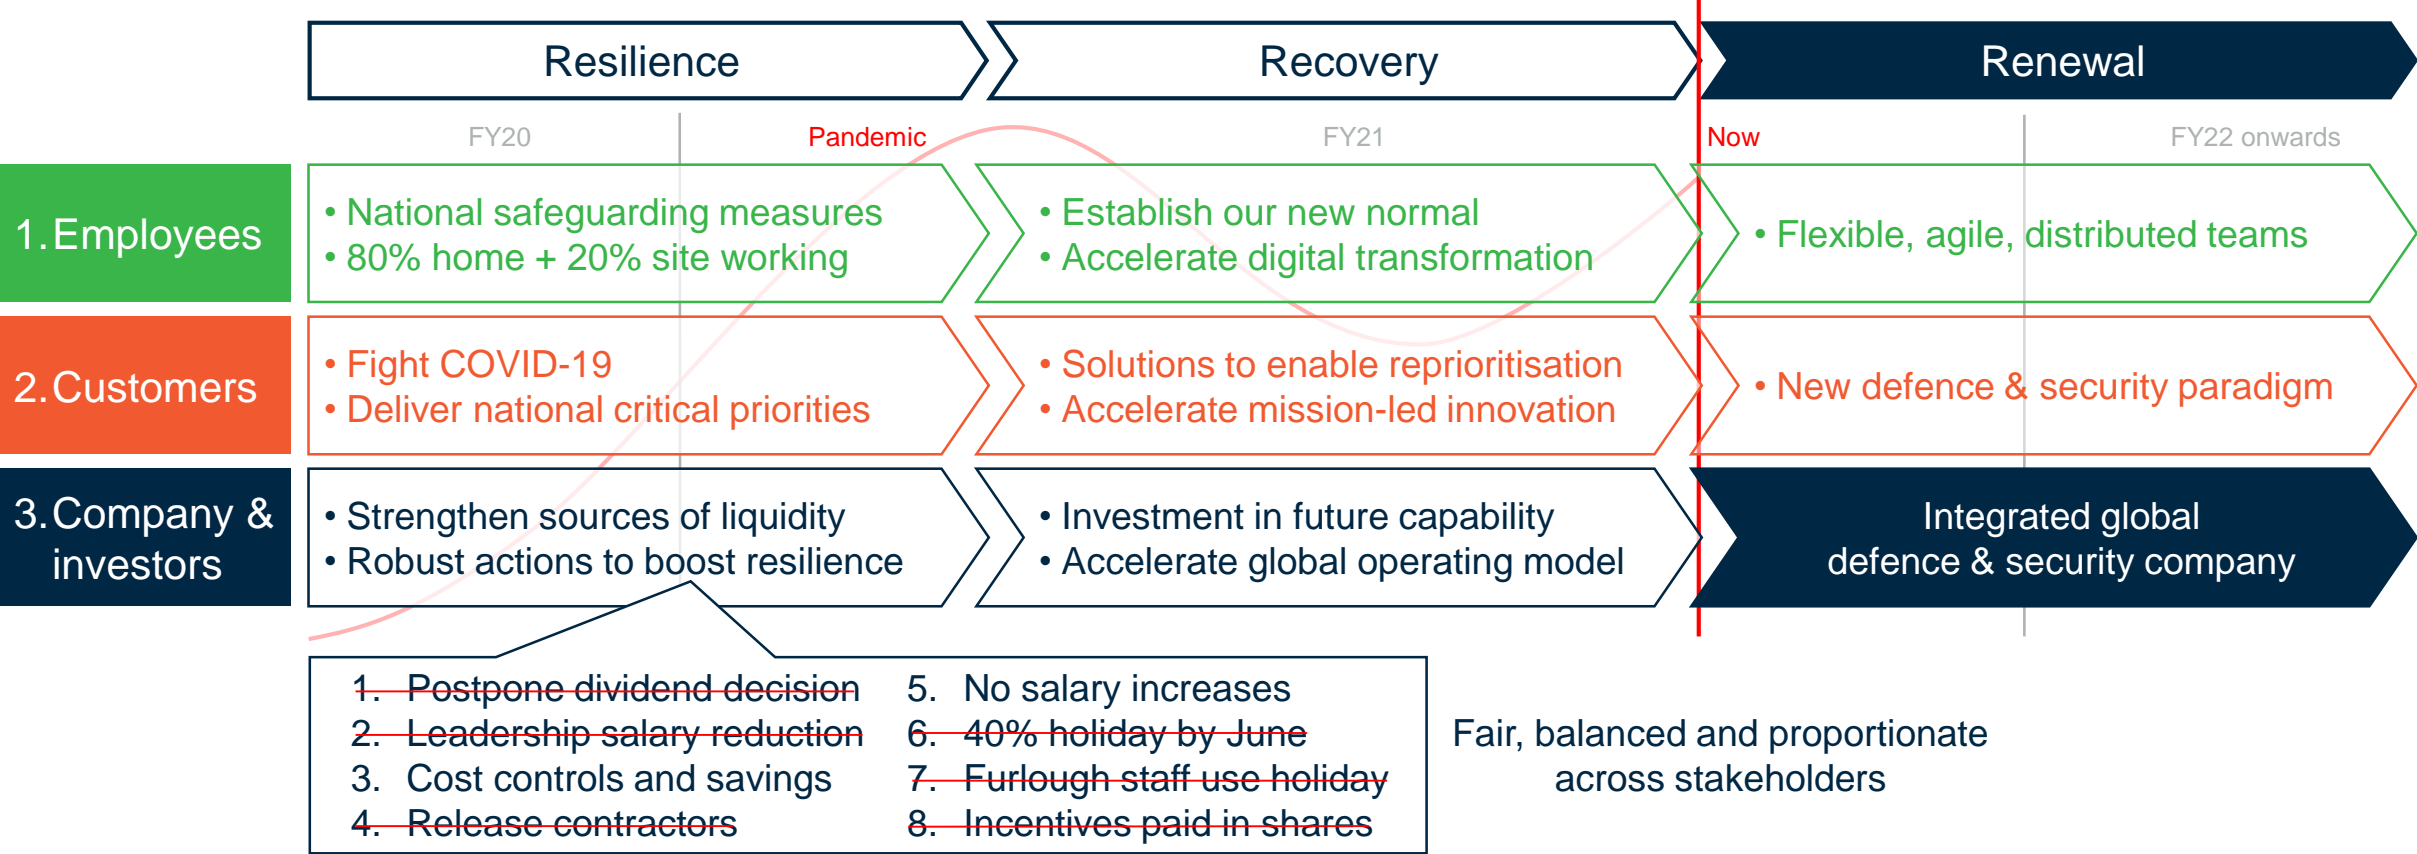 Resilience
Recovery
Renewal
FY20
Pandemic
FY21
Now
FY22 onwards
1. Employees
• National safeguarding measures
• 80% home + 20% site working
• Establish our new normal
• Accelerate digital transformation
• Flexible, agile, distributed teams
2. Customers
• Fight COVID-19
• Deliver national critical priorities
• Solutions to enable reprioritisation
• Accelerate mission-led innovation
• New defence & security paradigm
3. Company &
investors
• Strengthen sources of liquidity
• Robust actions to boost resilience
• Investment in future capability
• Accelerate global operating model
Integrated global
defence & security company
1. Postpone dividend decision
2. Leadership salary reduction
3. Cost controls and savings
4. Release contractors
5. No salary increases
6. 40% holiday by June
7. Furlough staff use holiday
8. Incentives paid in shares
Fair, balanced and proportionate
across stakeholders